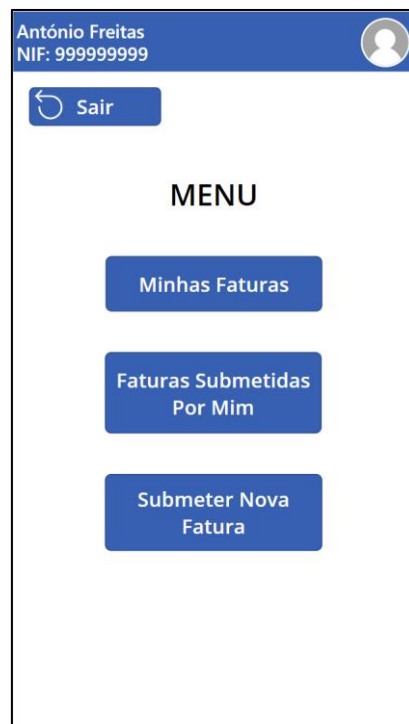 António Freitas
NIF: 999999999
Sair
MENU
Minhas Faturas
Faturas Submetidas
Por Mim
Submeter Nova
Fatura